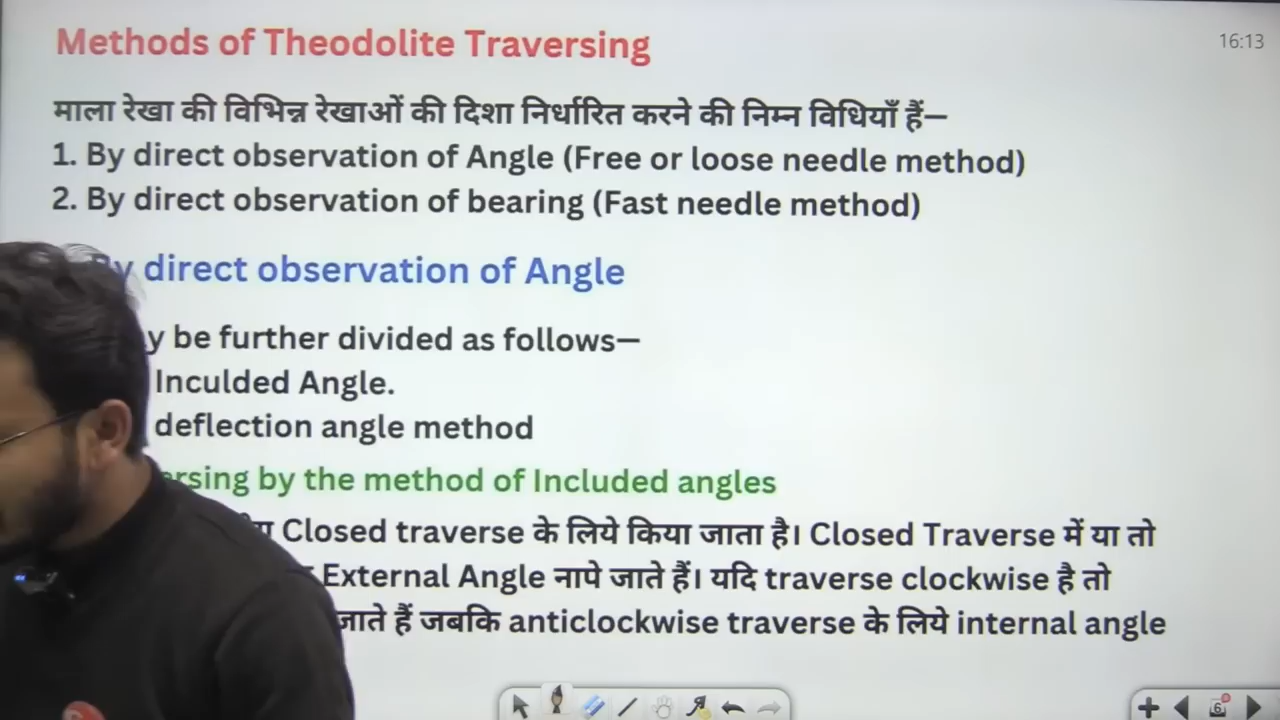 Methods of Theodolite Traversing
16:13
माला रेखा की विभिन्न रेखाओं की दिशा निर्धारित करने की निम्न विधियाँ हैं—
1. By direct observation of Angle (Free or loose needle method)
2. By direct observation of bearing (Fast needle method)
By direct observation of Angle
be further divided as follows—
Inculded Angle.
deflection angle method
by the method of Included angles
Closed traverse के लिये किया जाता है। Closed Traverse में या तो
External Angle नापे जाते हैं। यदि traverse clockwise है तो
जाते हैं जबकि anticlockwise traverse के लिये internal angle
6